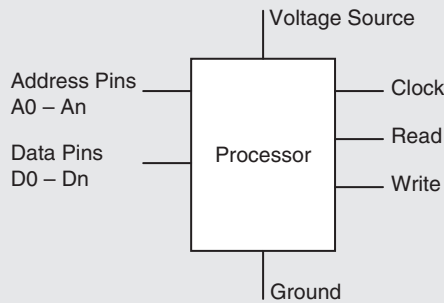 Voltage Source
Address Pins
A0 – An
Data Pins
D0 – Dn
Processor
Clock
Read
Write
Ground